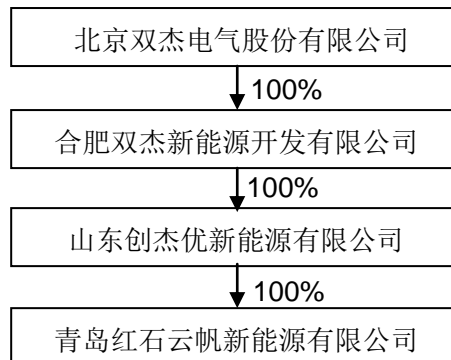 北京双杰电气股份有限公司
100%
合肥双杰新能源开发有限公司
100%
山东创杰优新能源有限公司
100%
青岛红石云帆新能源有限公司